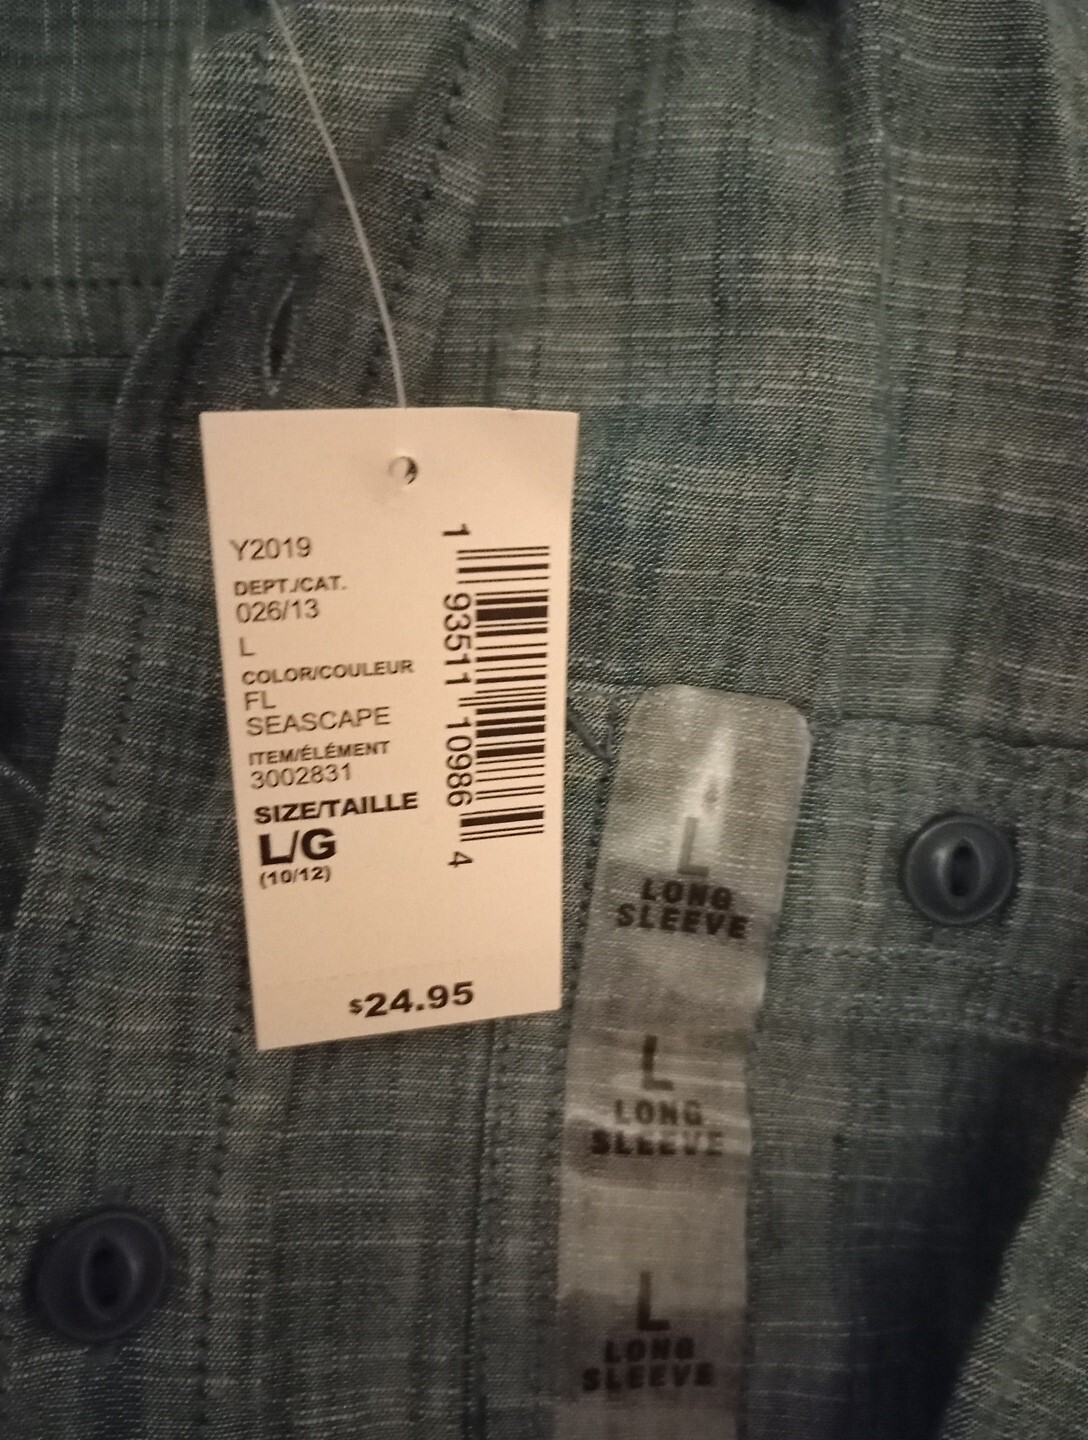 Y2019
DEPT./CAT.
026/13
L
COLOR/COULEUR
FL
SEASCAPE
ITEM/ÉLÉMENT
3002831
SIZE/TAILLE
L/G
(10/12)
1 93511 10986 4
$24.95
L
LONG
SLEEVE
L
LONG
SLEEVE
L
LONG
SLEEVE